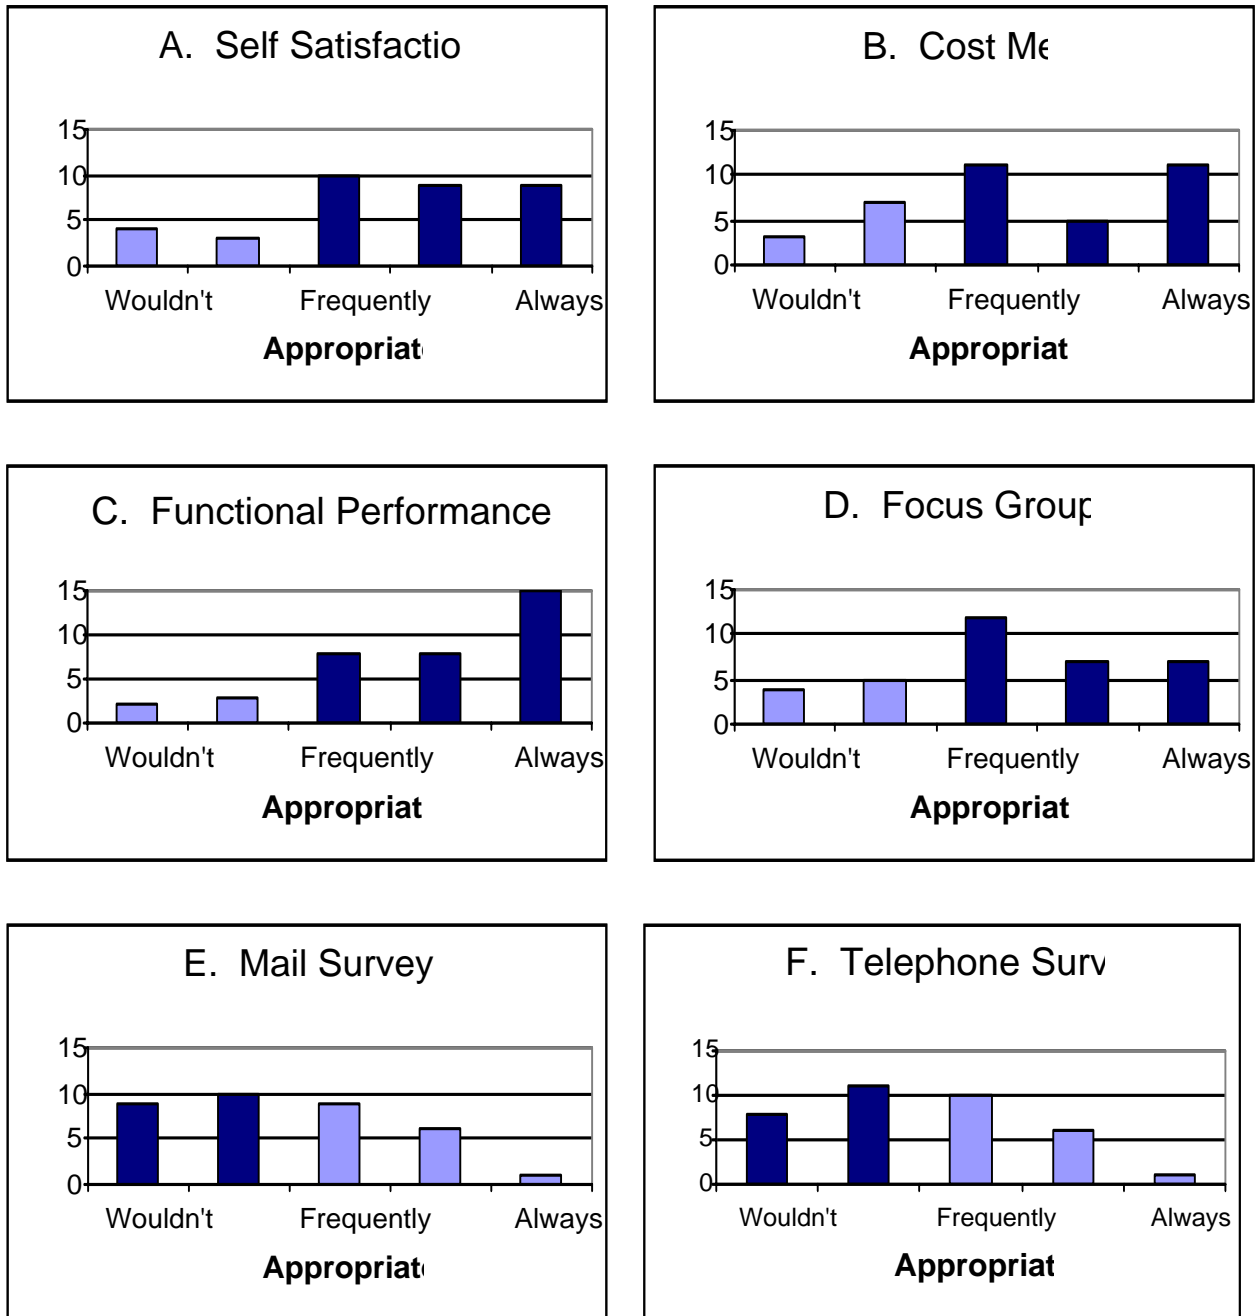 A. Self Satisfactio
15
10
5
0
Wouldn't Frequently Always
Appropriat
B. Cost Me
15
10
5
0
Wouldn't Frequently Always
Appropriat
C. Functional Performance
15
10
5
0
Wouldn't Frequently Always
Appropriat
D. Focus Group
15
10
5
0
Wouldn't Frequently Always
Appropriat
E. Mail Survey
15
10
5
0
Wouldn't Frequently Always
Appropriat
F. Telephone Surv
15
10
5
0
Wouldn't Frequently Always
Appropriat